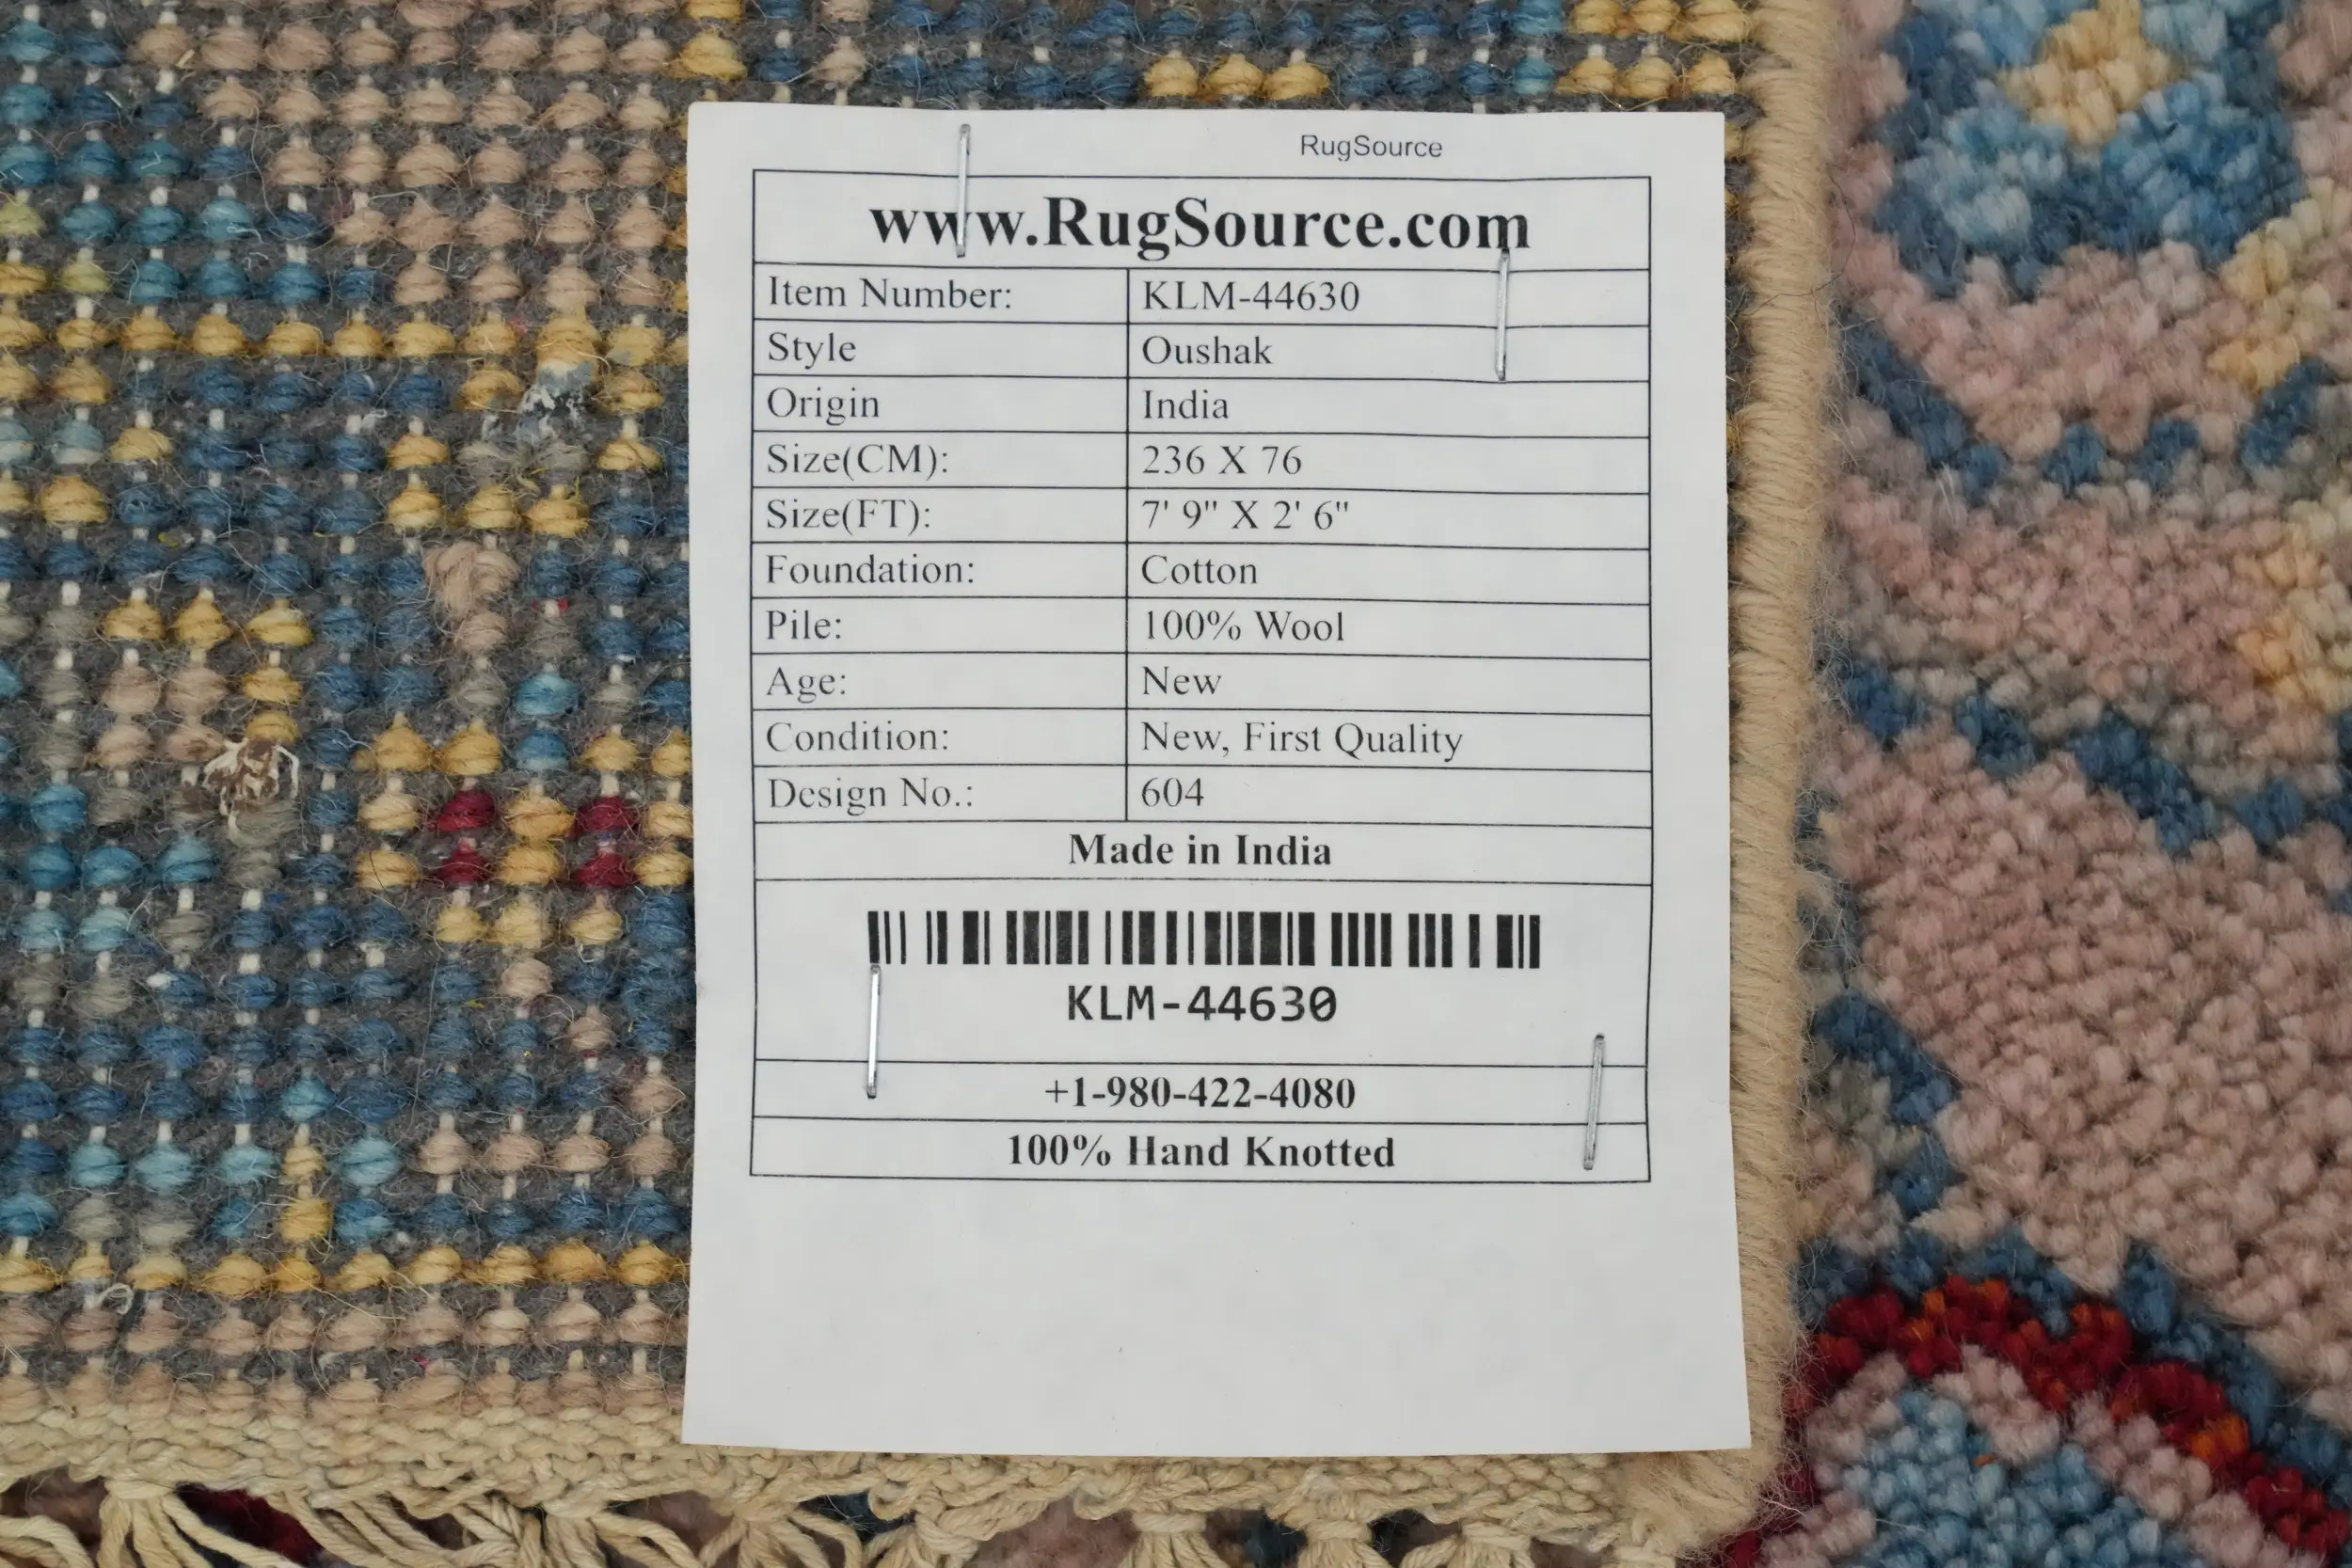 RugSource
www.RugSource.com
Item Number: KLM-44630
Style Oushak
Origin India
Size(CM): 236 X 76
Size(FT): 7' 9" X 2' 6"
Foundation: Cotton
Pile: 100% Wool
Age: New
Condition: New, First Quality
Design No.: 604
Made in India
KLM-44630
+1-980-422-4080
100% Hand Knotted